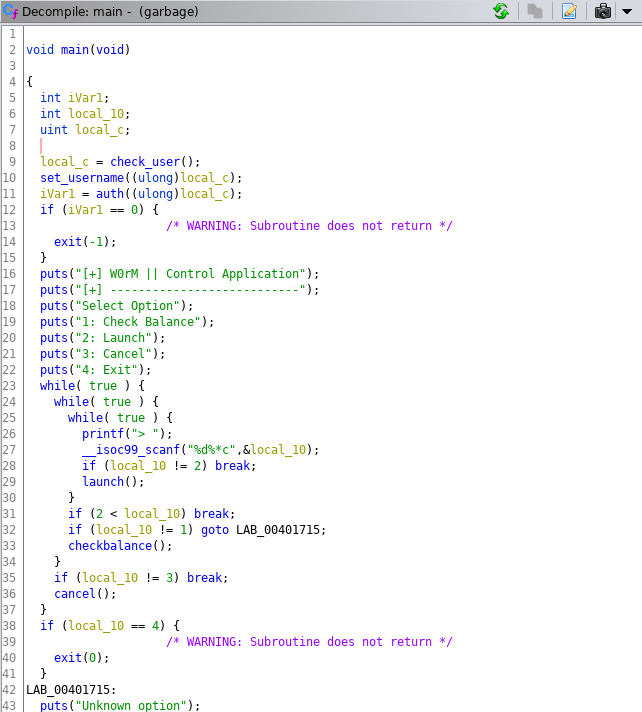 Decompile: main -  (garbage)
1
2 void main(void)
3
4 {
5   int iVar1;
6   int local_10;
7   uint local_c;
8
9   local_c = check_user();
10   set_username((ulong)local_c);
11   iVar1 = auth((ulong)local_c);
12   if (iVar1 == 0) {
13                     /* WARNING: Subroutine does not return */
14     exit(-1);
15   }
16   puts("[+] W0rM || Control Application");
17   puts("[+] ---------------------------");
18   puts("Select Option");
19   puts("1: Check Balance");
20   puts("2: Launch");
21   puts("3: Cancel");
22   puts("4: Exit");
23   while( true ) {
24     while( true ) {
25       while( true ) {
26         printf("> ");
27         __isoc99_scanf("%d%*c",&local_10);
28         if (local_10 != 2) break;
29         launch();
30       }
31       if (2 < local_10) break;
32       if (local_10 != 1) goto LAB_00401715;
33       checkbalance();
34     }
35     if (local_10 != 3) break;
36     cancel();
37   }
38   if (local_10 == 4) {
39                     /* WARNING: Subroutine does not return */
40     exit(0);
41   }
42 LAB_00401715:
43   puts("Unknown option");